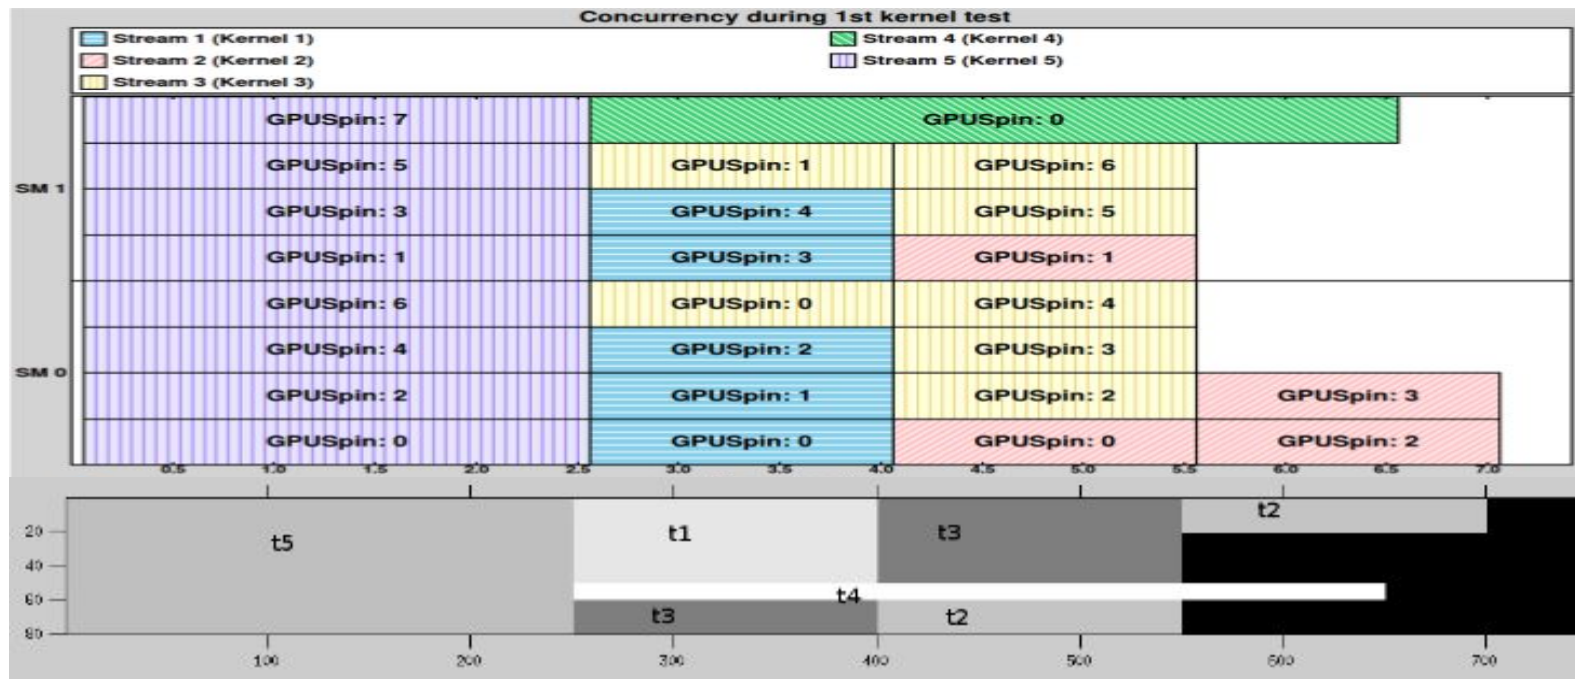 Concurrency during 1st kernel test
Stream 1 (Kernel 1)
Stream 4 (Kernel 4)
Stream 2 (Kernel 2)
Stream 5 (Kernel 5)
Stream 3 (Kernel 3)
GPUSpin: 7 GPUSpin: 0
GPUSpin: 5 GPUSpin: 1 GPUSpin: 6
SM 1
GPUSpin: 3 GPUSpin: 4 GPUSpin: 5
GPUSpin: 1 GPUSpin: 3 GPUSpin: 1
GPUSpin: 6 GPUSpin: 0 GPUSpin: 4
GPUSpin: 4 GPUSpin: 2 GPUSpin: 3
SM 0
GPUSpin: 2 GPUSpin: 1 GPUSpin: 2 GPUSpin: 3
GPUSpin: 0 GPUSpin: 0 GPUSpin: 0 GPUSpin: 2
0.5 1.0 1.5 2.0 2.5 3.0 3.5 4.0 4.5 5.0 5.5 6.0 6.5 7.0
t2
20 t1 t3
t5
40
60 t4
t3 t2
80
100 200 300 400 500 600 700